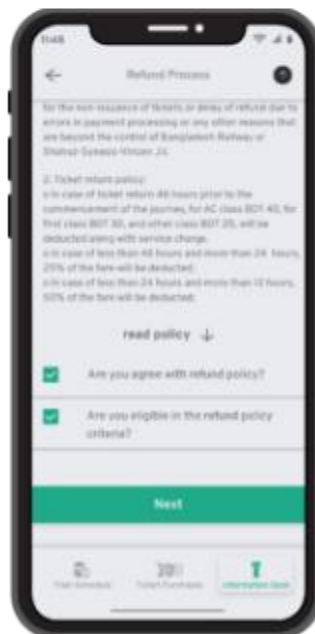 11:48
Refund Process
for the non-issuance of tickets or delay of refund due to
errors in payment processing or any other reasons that
are beyond the control of Bangladesh Railway or
Shohoz-Synesis-Vincen JV.
2. Ticket return policy:
o In case of ticket return 48 hours prior to the
commencement of the journey, for AC class BDT 40, for
first class BDT 30, and other class BDT 25, will be
deducted along with service charge.
o In case of less than 48 hours and more than 24 hours,
25% of the fare will be deducted.
o In case of less than 24 hours and more than 12 hours,
50% of the fare will be deducted.
read policy
Are you agree with refund policy?
Are you eligible in the refund policy
criteria?
Next
Train Schedule
Ticket Purchase
Information Desk